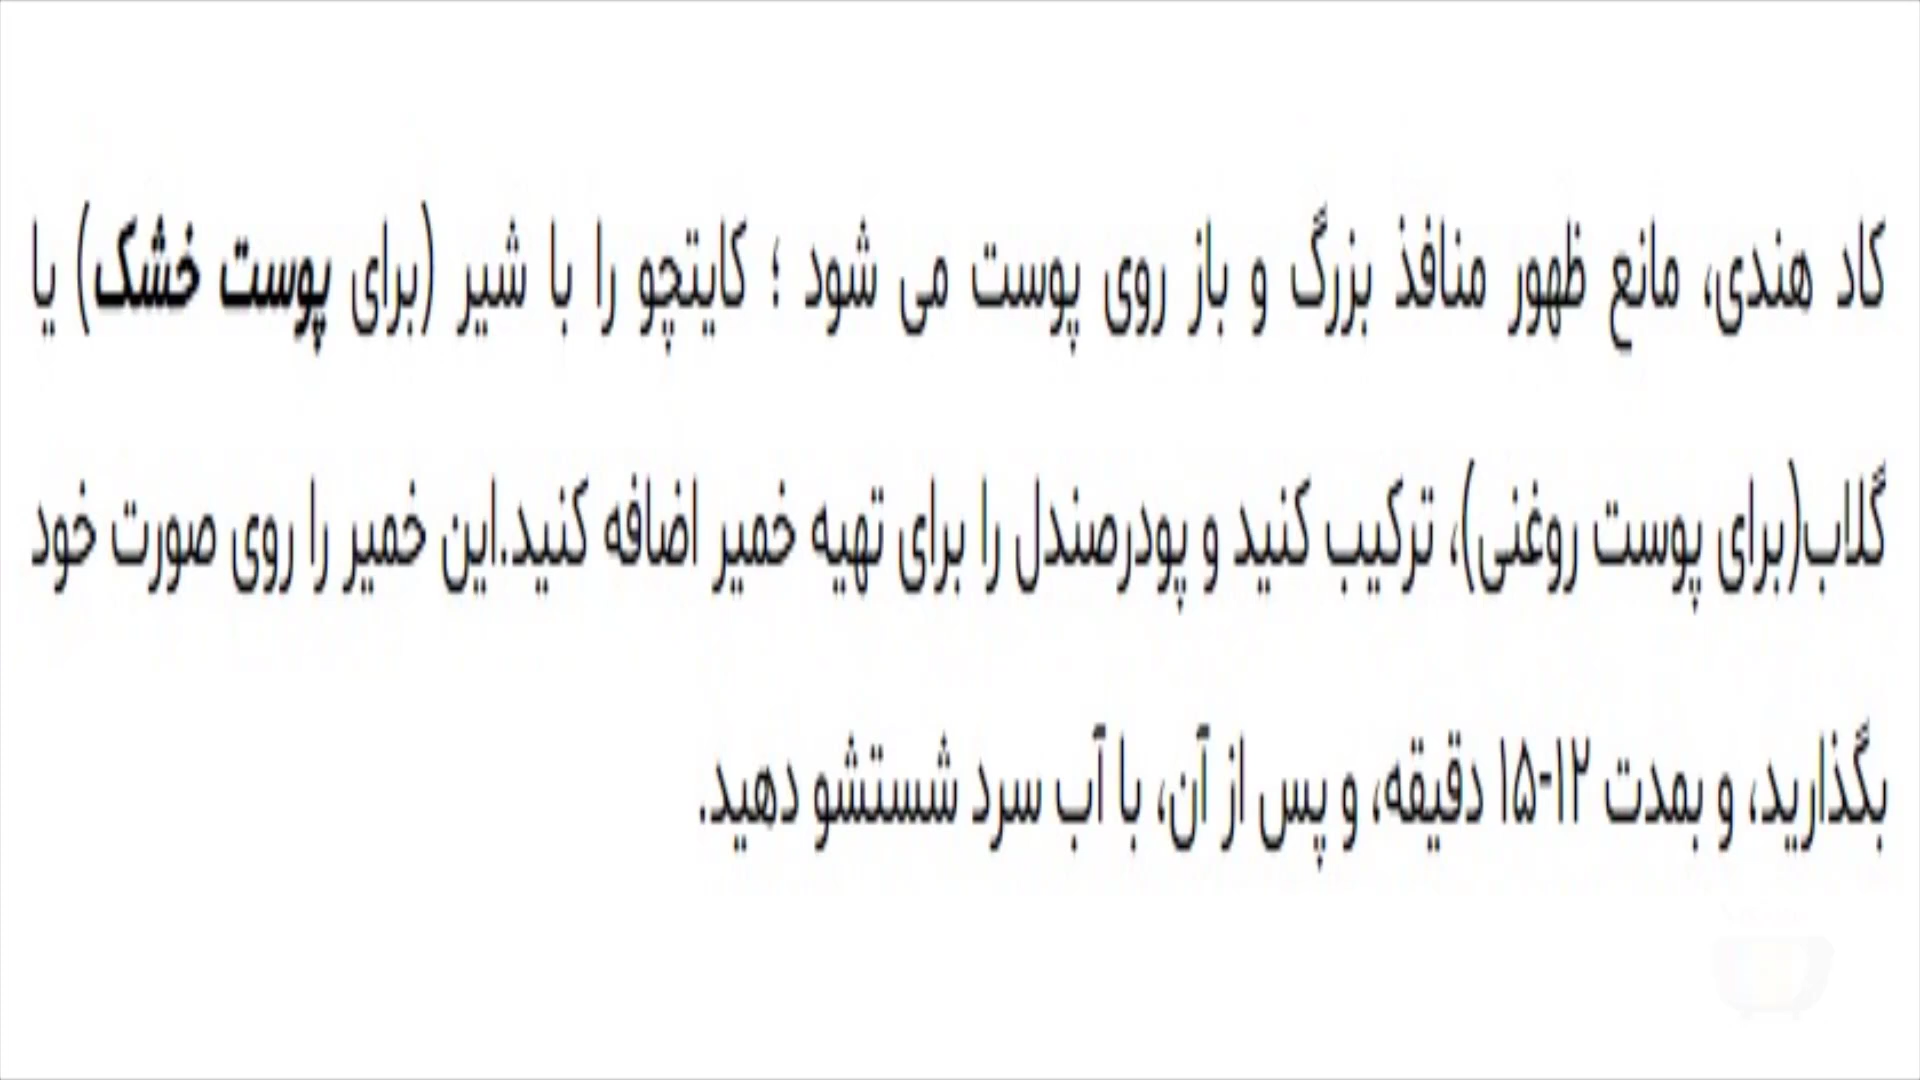 کاد هندی، مانع ظهور منافذ بزرگ و باز روی پوست می شود ؛ کایتچو را با شیر (برای پوست خشک) یا
گلاب(برای پوست روغنی)، ترکیب کنید و پودرصندل را برای تهیه خمیر اضافه کنید.این خمیر را روی صورت خود
بگذارید، و بمدت ۱۲-۱۵ دقیقه، و پس از آن، با آب سرد شستشو دهید.